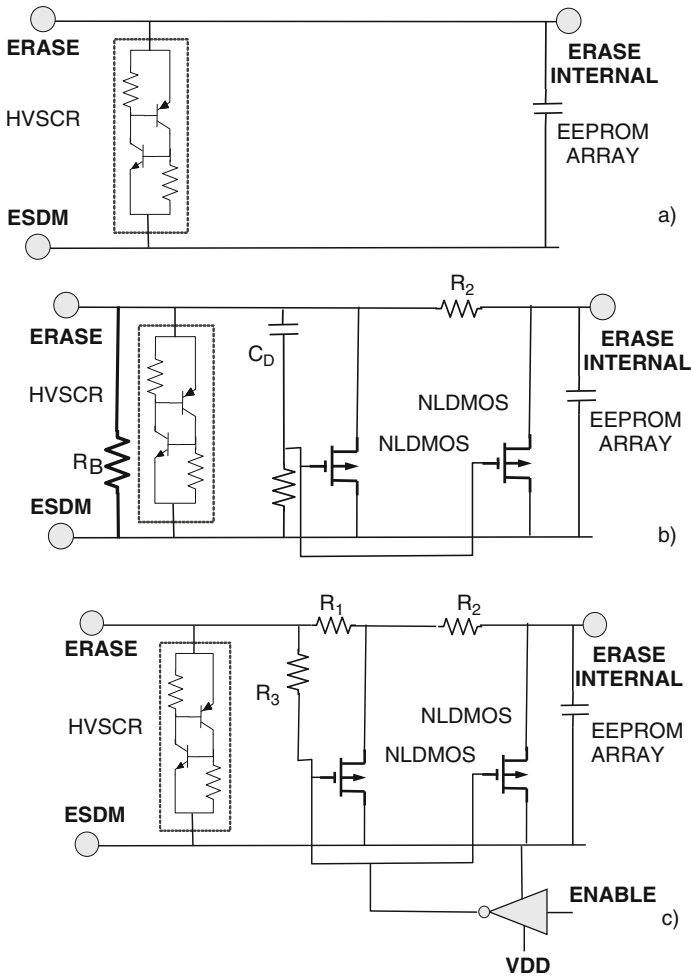 ERASE
ERASE
INTERNAL
HVSCR
EEPROM
ARRAY
ESDM
a)
R2
ERASE
CD
ERASE
INTERNAL
HVSCR
NLDMOS
EEPROM
ARRAY
NLDMOS
RB
ESDM
b)
R1
R2
ERASE
ERASE
INTERNAL
R3
HVSCR
NLDMOS
EEPROM
ARRAY
NLDMOS
ESDM
ENABLE
c)
VDD